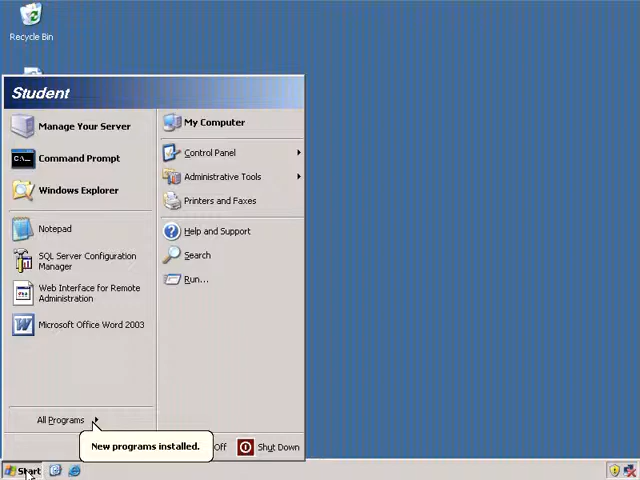 Recycle Bin
Student
Manage Your Server
Command Prompt
Windows Explorer
Notepad
SQL Server Configuration
Manager
Web Interface for Remote
Administration
Microsoft Office Word 2003
All Programs
My Computer
Control Panel
Administrative Tools
Printers and Faxes
Help and Support
Search
Run...
New programs installed.
Off
Shut Down
Start